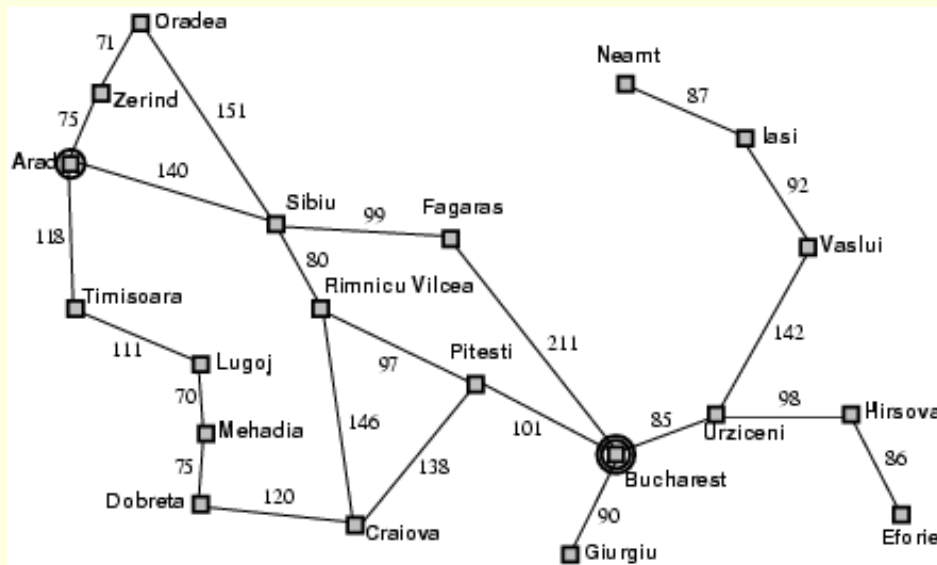 Oradea
71
Neamt
Zerind
87
75
151
Iasi
Arad
140
92
Sibiu
Fagaras
99
118
Vaslui
80
Timisoara
Rimnicu Vilcea
142
111
Lugoj
97
Pitesti
211
70
98
Hirsova
Mehadia
146
101
85
Urziceni
86
75
138
Bucharest
Dobreta
120
90
Craiova
Eforie
Giurgiu